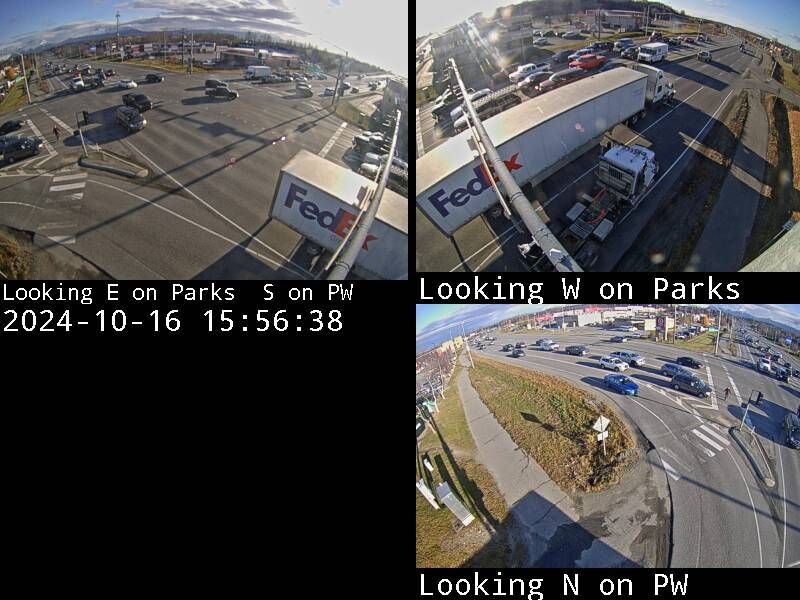 FedEx
Looking E on Parks  S on PW
2024-10-16 15:56:38
FedEx
Looking W on Parks
Looking N on PW